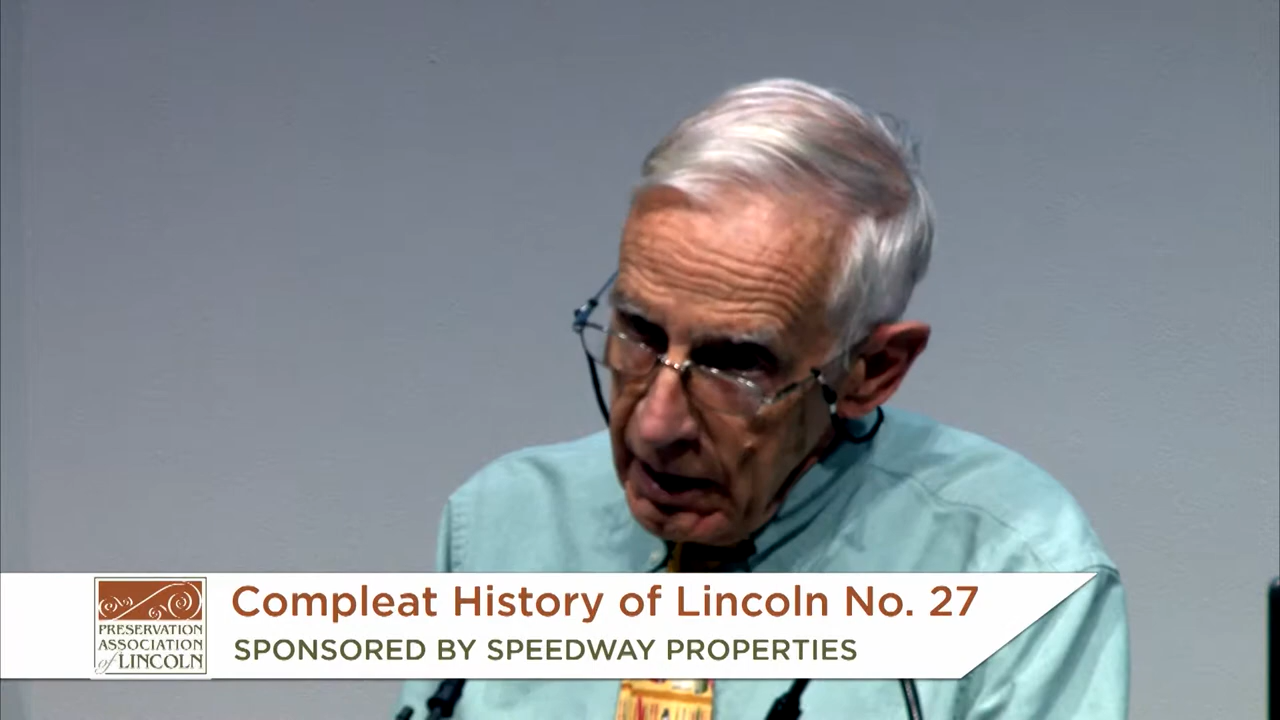 Compleat History of Lincoln No. 27
SPONSORED BY SPEEDWAY PROPERTIES
PRESERVATION
ASSOCIATION
of LINCOLN